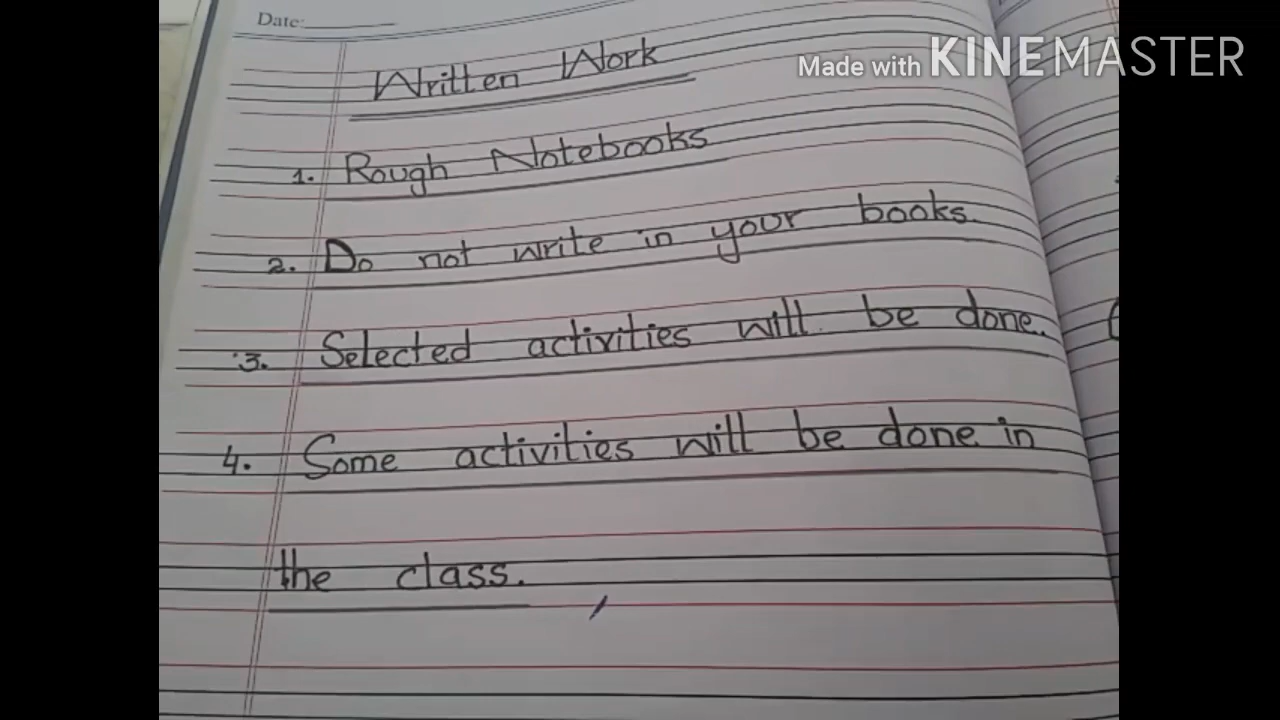 Date:
Made with KINEMASTER
Written Work
1. Rough Notebooks
2. Do not write in your books.
3. Selected activities will be done.
4. Some activities will be done in
the class.